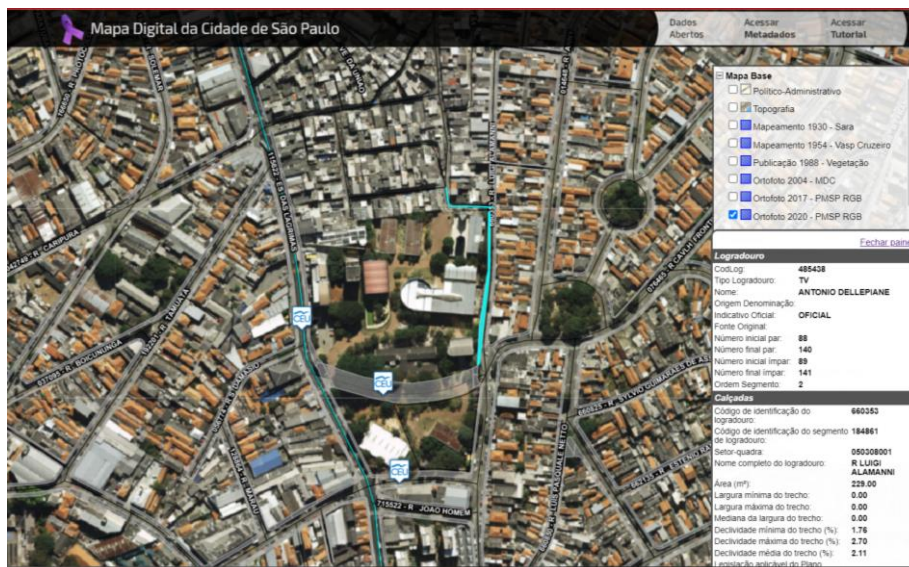 Mapa Digital da Cidade de São Paulo
Dados Abertos
Acessar Metadados
Acessar Tutorial
Mapa Base
Político-Administrativo
Topografia
Mapeamento 1930 - Sara
Mapeamento 1954 - Vasp Cruzeiro
Publicação 1988 - Vegetação
Ortofoto 2004 - MDC
Ortofoto 2017 - PMSP RGB
Ortofoto 2020 - PMSP RGB
Fechar paine
Logradouro
CodLog: 485438
Tipo Logradouro: TV
Nome: ANTONIO DELLEPIANE
Origem Denominação:
Indicativo Oficial: OFICIAL
Fonte Original:
Número inicial par: 88
Número final par: 140
Número inicial ímpar: 89
Número final ímpar: 141
Ordem Segmento: 2
Calçadas
Código de identificação do logradouro: 660353
Código de identificação do segmento de logradouro: 184861
Setor-quadra: 050308001
Nome completo do logradouro: R LUIGI ALAMANNI
Área (m²): 229.00
Largura mínima do trecho: 0.00
Largura máxima do trecho: 0.00
Mediana da largura do trecho: 0.00
Declividade mínima do trecho (%): 1.76
Declividade máxima do trecho (%): 2.70
Declividade média do trecho (%): 2.11
Legislação aplicável do Plano
CEU
CEU
CEU
715522 - R JOAO HOMEM